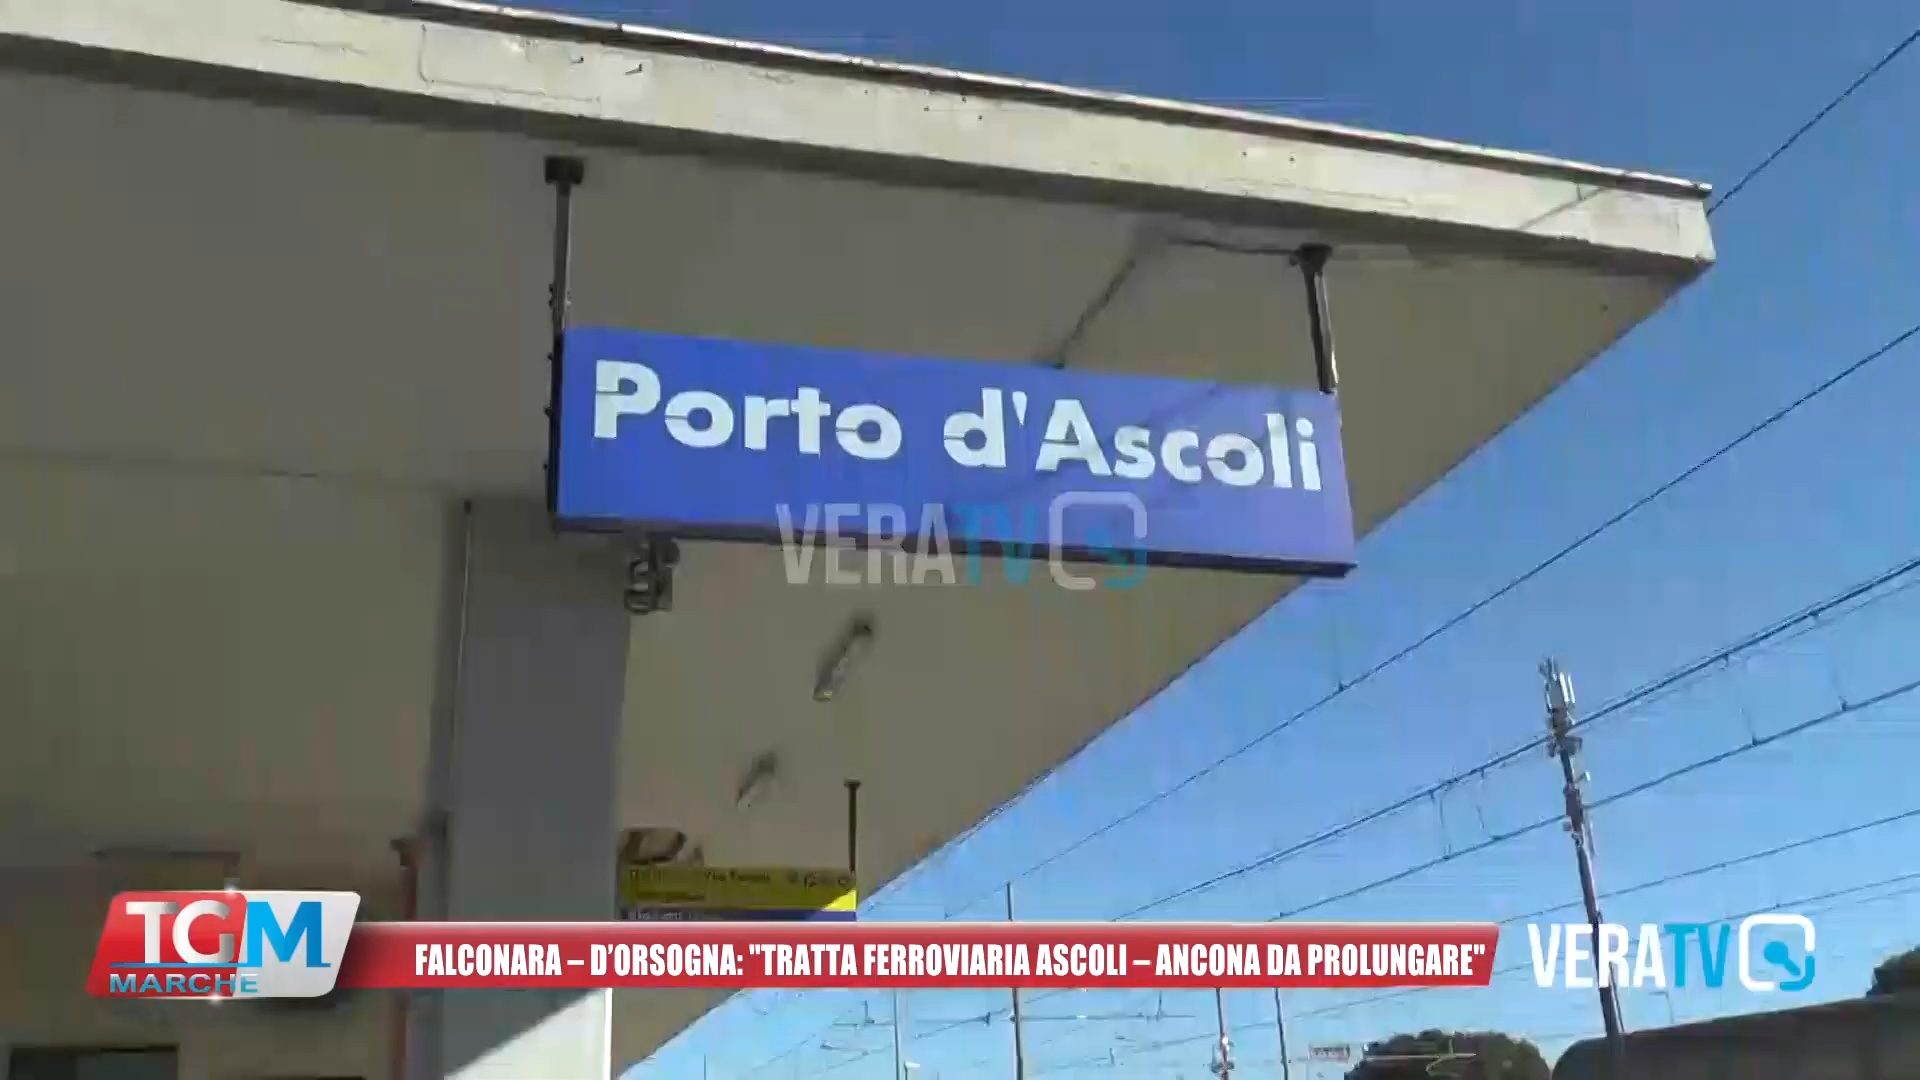 Porto d'Ascoli
VERATV
TGM
MARCHE
FALCONARA – D’ORSOGNA: "TRATTA FERROVIARIA ASCOLI – ANCONA DA PROLUNGARE"
VERATV